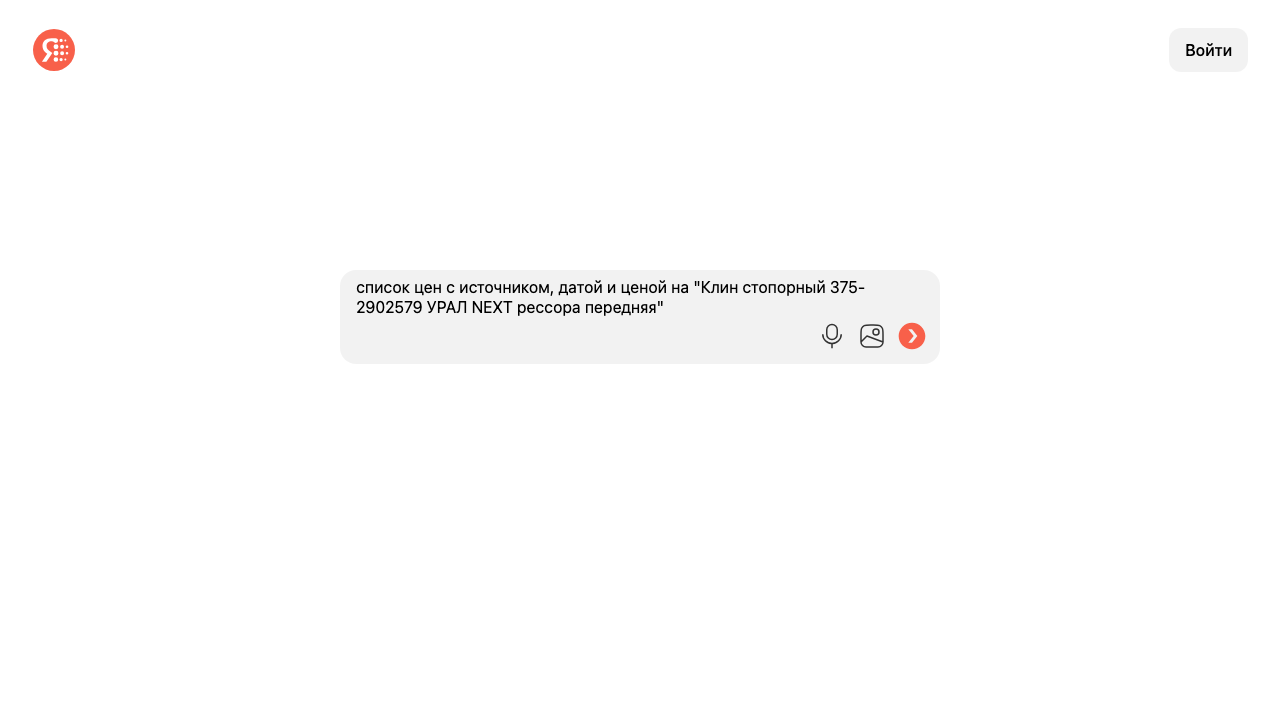 Я
Войти
список цен с источником, датой и ценой на "Клин стопорный 375-
2902579 УРАЛ NEXT рессора передняя"